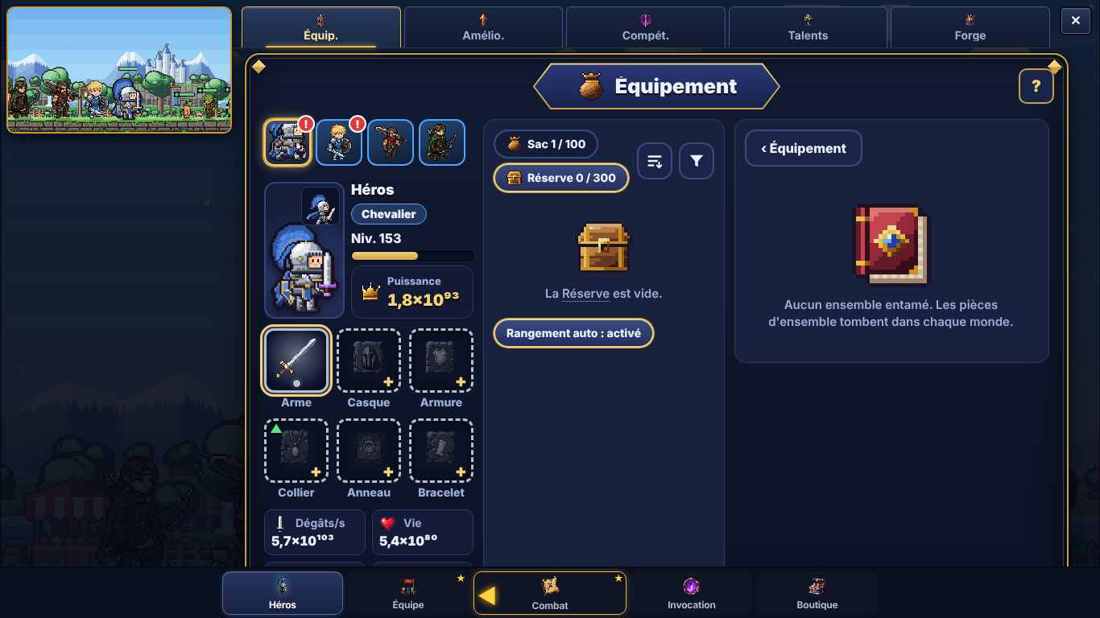 Équip.
Amélio.
Compét.
Talents
Forge
×
Équipement
?
!
!
Héros
Chevalier
Niv. 153
Puissance
1,8×10⁹³
Arme
Casque
Armure
Collier
Anneau
Bracelet
Dégâts/s
5,7×10¹⁰³
Vie
5,4×10⁸⁰
Sac 1 / 100
Réserve 0 / 300
La Réserve est vide.
Rangement auto : activé
‹ Équipement
Aucun ensemble entamé. Les pièces
d'ensemble tombent dans chaque monde.
Héros
Équipe
Combat
Invocation
Boutique